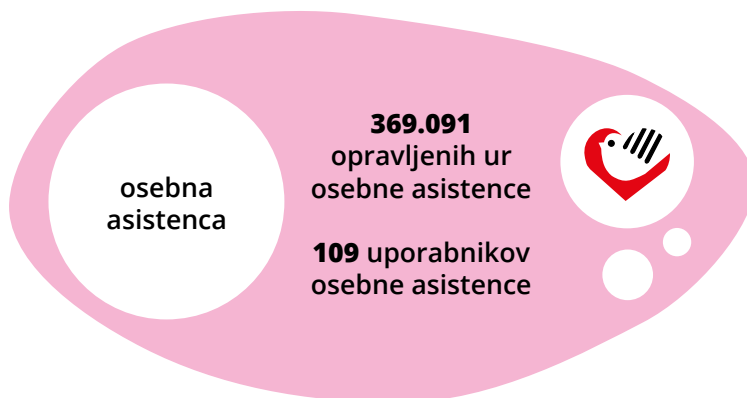 osebna
asistenca
369.091
opravljenih ur
osebne asistence
109 uporabnikov
osebne asistence